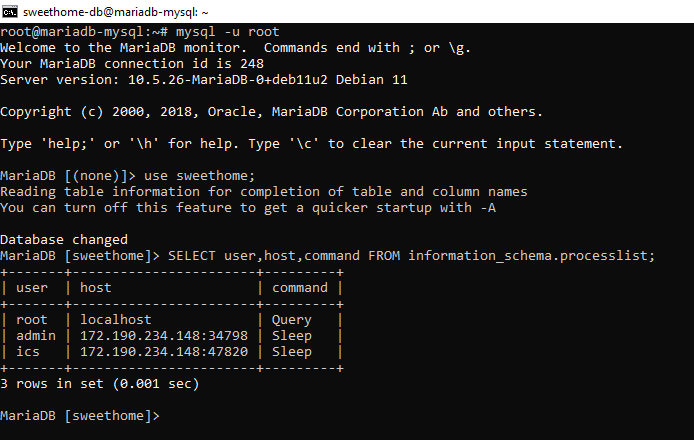 sweethome-db@mariadb-mysql: ~
root@mariadb-mysql:~# mysql -u root
Welcome to the MariaDB monitor.  Commands end with ; or \g.
Your MariaDB connection id is 248
Server version: 10.5.26-MariaDB-0+deb11u2 Debian 11
Copyright (c) 2000, 2018, Oracle, MariaDB Corporation Ab and others.
Type 'help;' or '\h' for help. Type '\c' to clear the current input statement.
MariaDB [(none)]> use sweethome;
Reading table information for completion of table and column names
You can turn off this feature to get a quicker startup with -A
Database changed
MariaDB [sweethome]> SELECT user,host,command FROM information_schema.processlist;
+-------+-----------------------+---------+
| user  | host                  | command |
+-------+-----------------------+---------+
| root  | localhost             | Query   |
| admin | 172.190.234.148:34798 | Sleep   |
| ics   | 172.190.234.148:47820 | Sleep   |
+-------+-----------------------+---------+
3 rows in set (0.001 sec)
MariaDB [sweethome]>